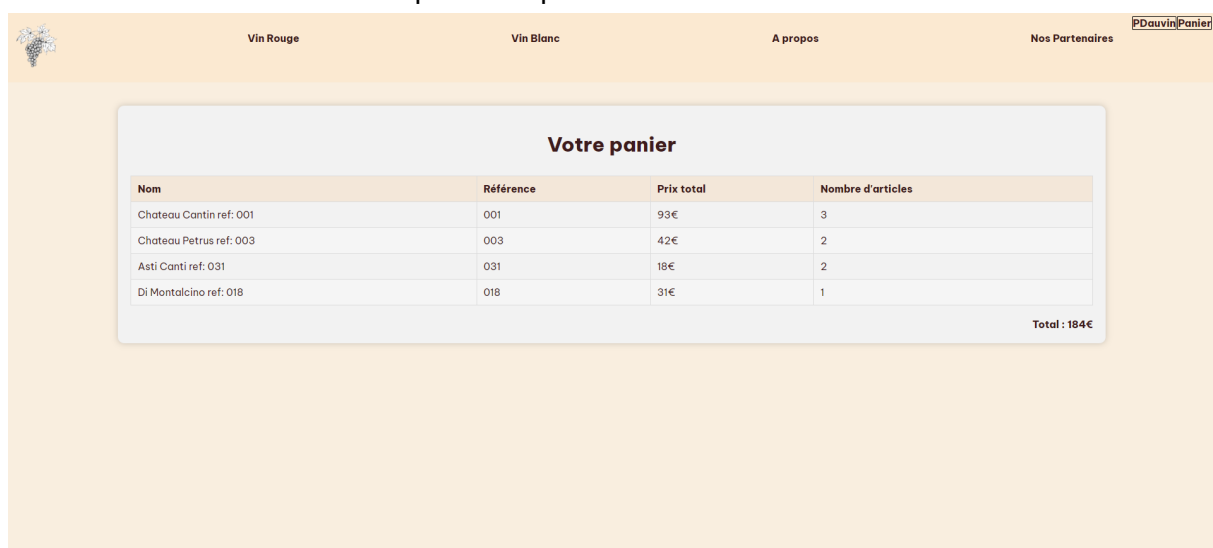 PDauvin Panier
Vin Rouge Vin Blanc A propos Nos Partenaires
Votre panier
Nom Référence Prix total Nombre d'articles
Chateau Cantin ref: 001 001 93€ 3
Chateau Petrus ref: 003 003 42€ 2
Asti Canti ref: 031 031 18€ 2
Di Montalcino ref: 018 018 31€ 1
Total : 184€